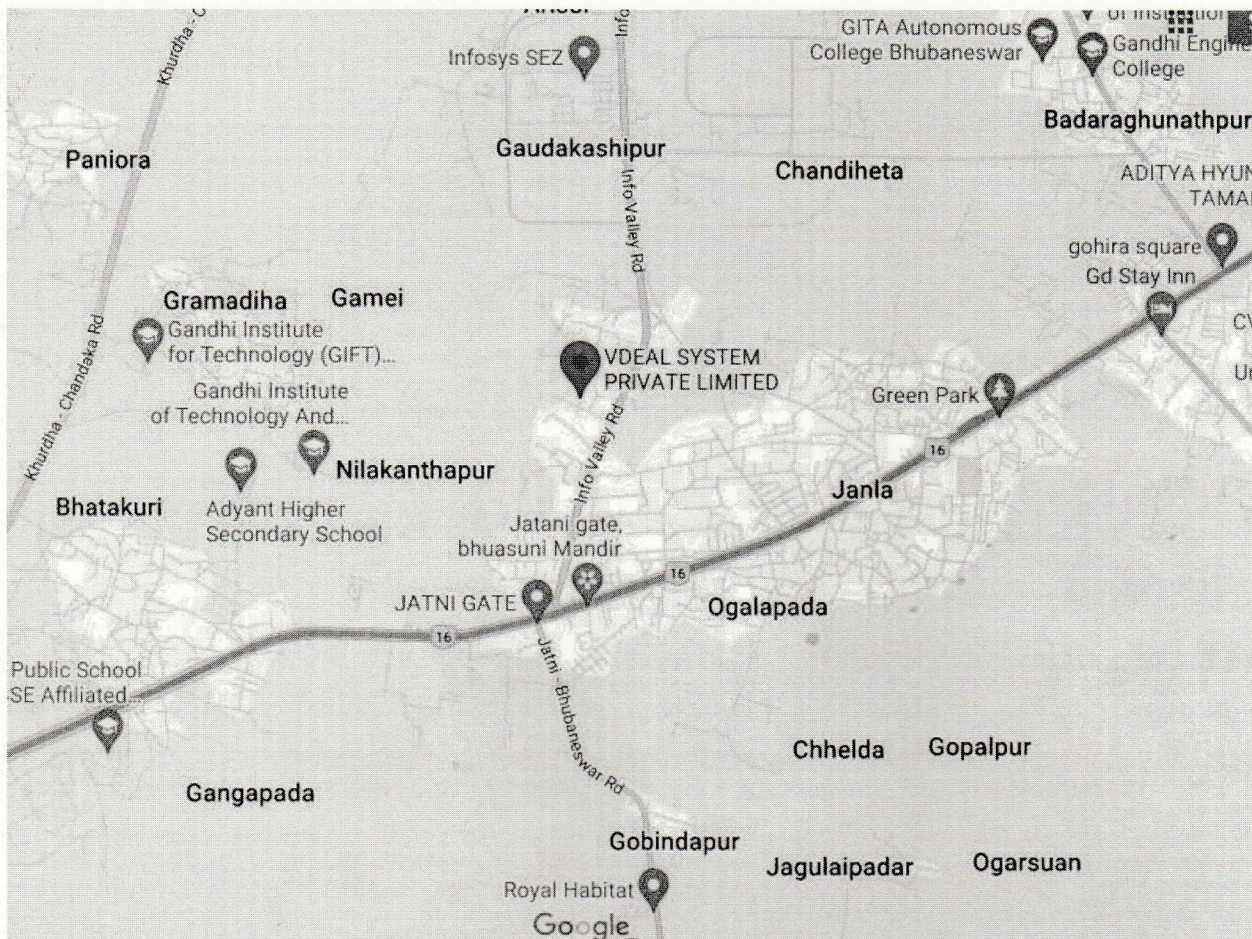 Khurdha - C
Info
Infosys SEZ
GITA Autonomous
College Bhubaneswar
Gandhi Engine
College
Badaraghunathpur
Paniora
Gaudakashipur
Chandiheta
ADITYA HYUN
TAMAN
Info Valley Rd
gohira square
Gd Stay Inn
Gramadiha
Gamei
Gandhi Institute
for Technology (GIFT)...
Khurdha - Chandaka Rd
VDEAL SYSTEM
PRIVATE LIMITED
Gandhi Institute
of Technology And...
Green Park
Info Valley Rd
16
Nilakanthapur
Janla
Bhatakuri
Adyant Higher
Secondary School
Jatani gate,
bhuasuni Mandir
16
JATNI GATE
Ogalapada
16
Public School
SE Affiliated...
Jatni - Bhubaneswar Rd
Chhelda
Gopalpur
Gangapada
Gobindapur
Jagulaipadar
Ogarsuan
Royal Habitat
Google